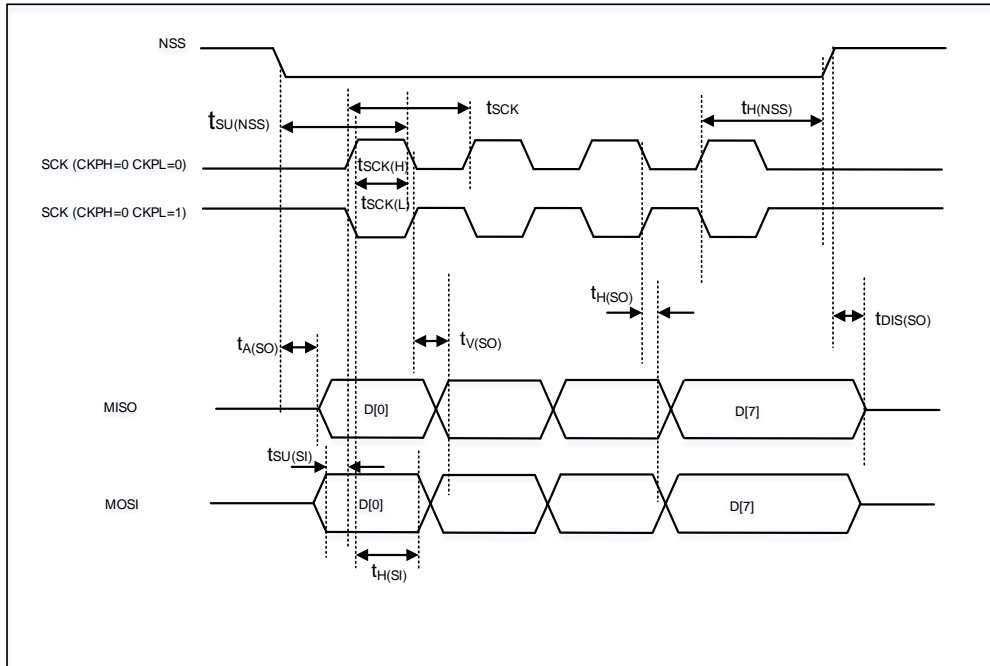 NSS
tSCK
tH(NSS)
tSU(NSS)
SCK (CKPH=0 CKPL=0)
tSCK(H)
tSCK(L)
SCK (CKPH=0 CKPL=1)
tH(SO)
tDIS(SO)
tV(SO)
tA(SO)
MISO
D[0]
D[7]
tSU(SI)
MOSI
D[0]
D[7]
tH(SI)